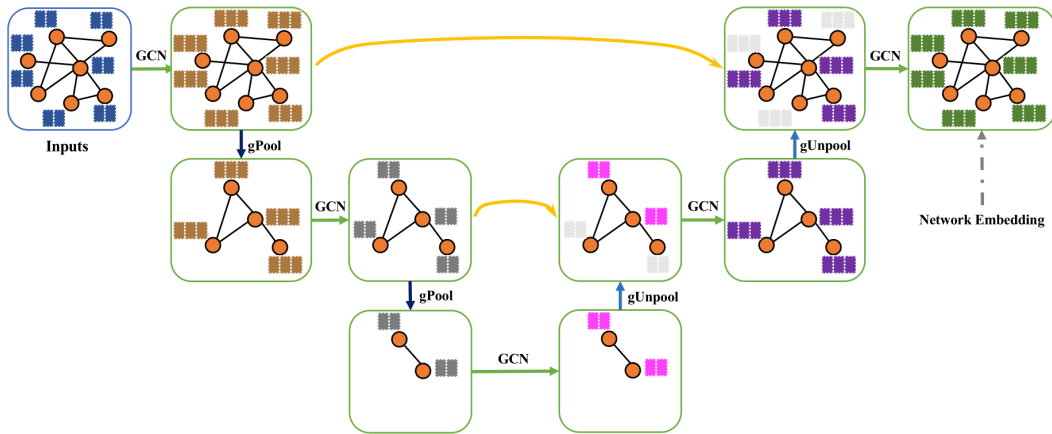 GCN
GCN
Inputs
gPool
gUnpool
GCN
GCN
Network Embedding
gPool
gUnpool
GCN